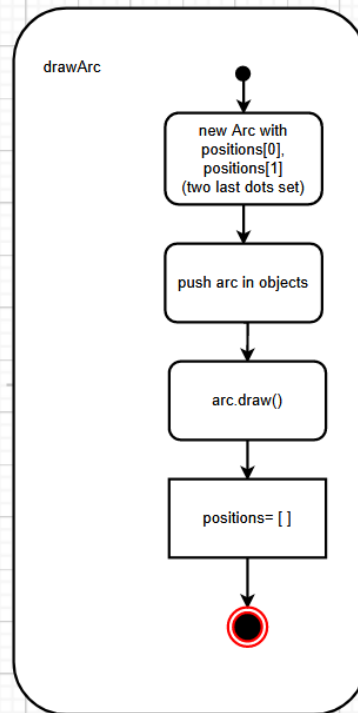 drawArc
new Arc with
positions[0],
positions[1]
(two last dots set)
push arc in objects
arc.draw()
positions= [ ]